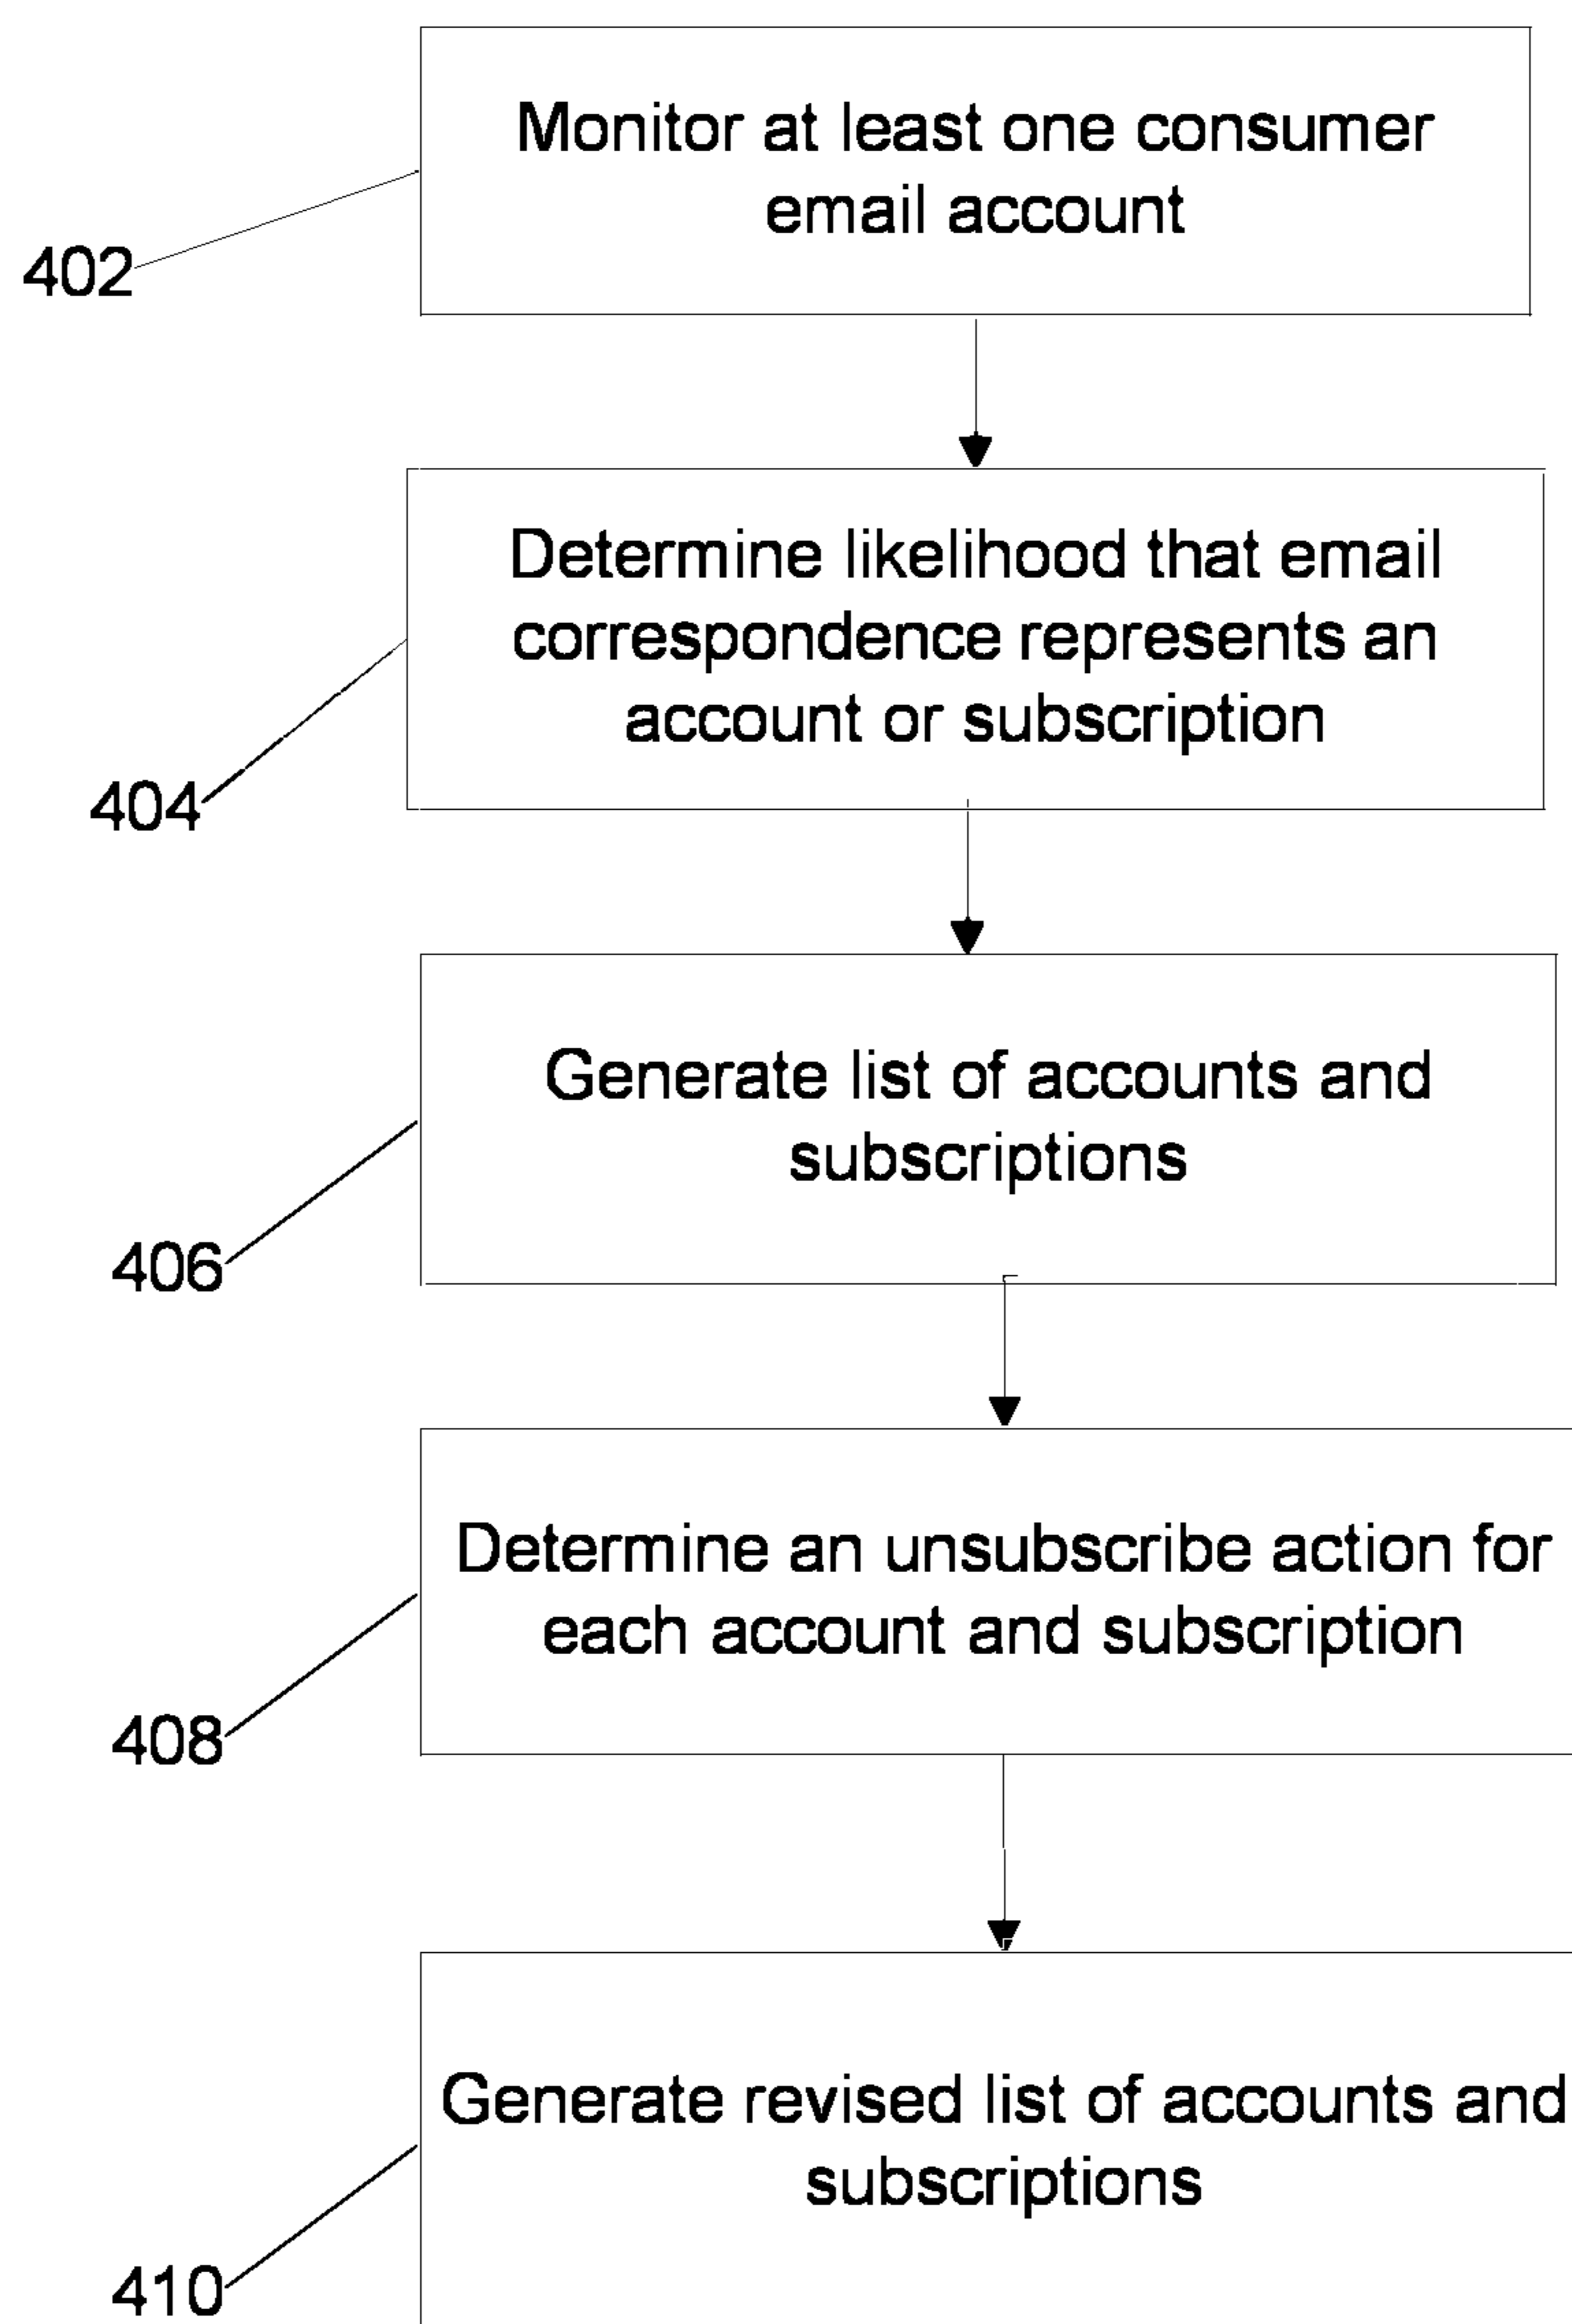 Monitor at least one consumer
email account
402
Determine likelihood that email
correspondence represents an
account or subscription
404
Generate list of accounts and
subscriptions
406
Determine an unsubscribe action for
each account and subscription
408
Generate revised list of accounts and
subscriptions
410